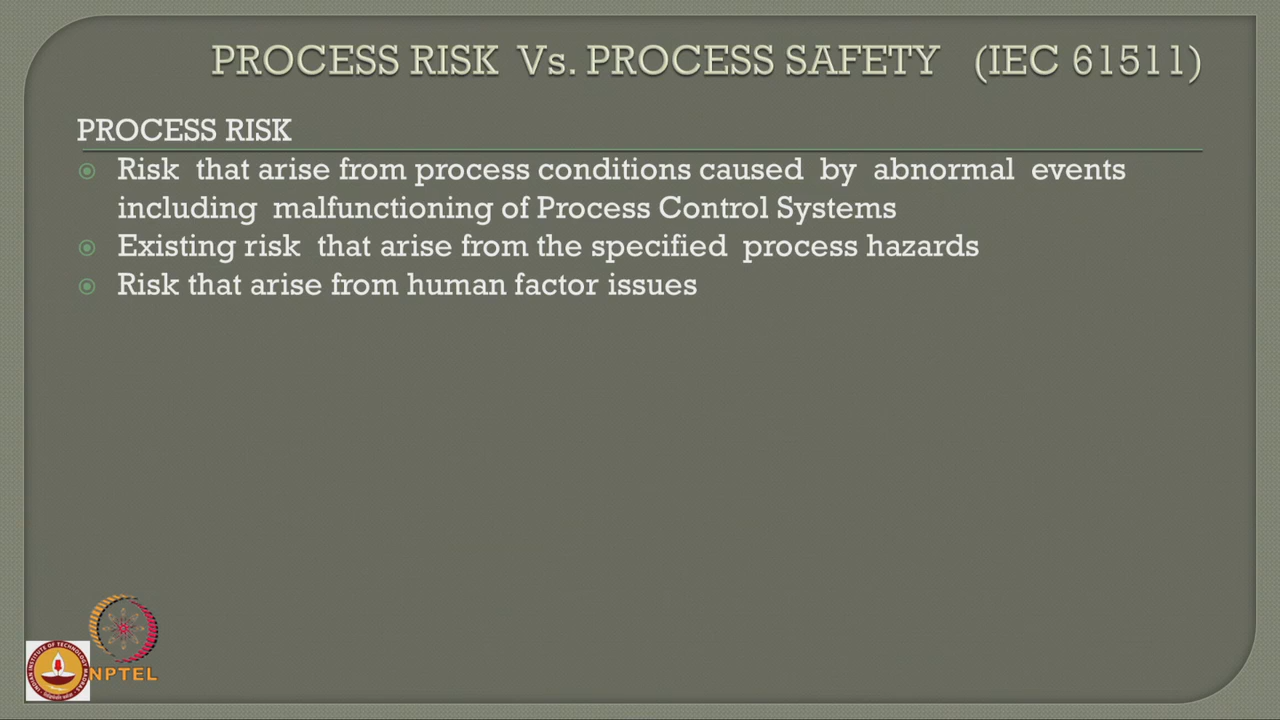 PROCESS RISK Vs. PROCESS SAFETY (IEC 61511)
PROCESS RISK
Risk that arise from process conditions caused by abnormal events
including malfunctioning of Process Control Systems
Existing risk that arise from the specified process hazards
Risk that arise from human factor issues
NPTEL